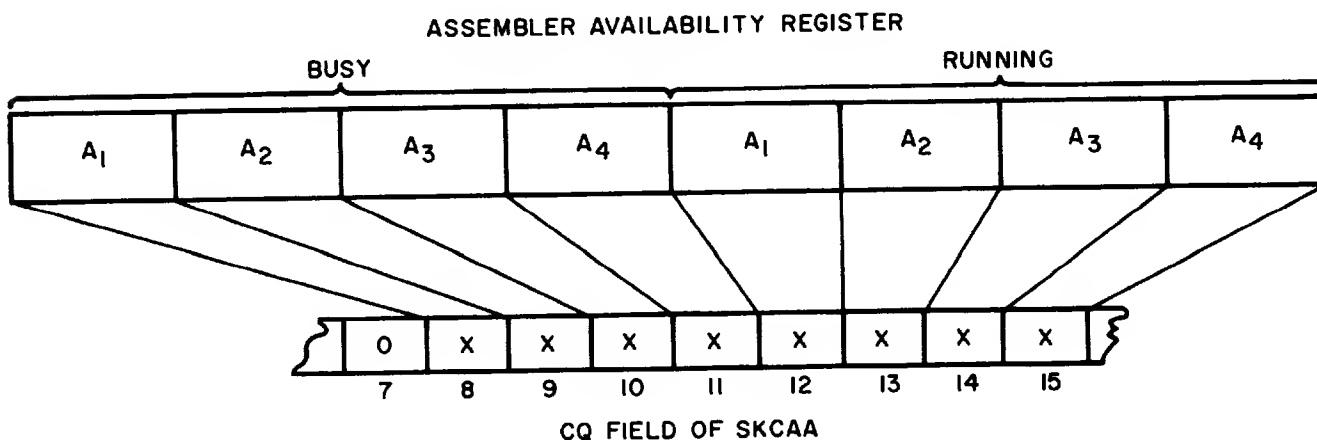 ASSEMBLER AVAILABILITY REGISTER
BUSY RUNNING
A1 A2 A3 A4 A1 A2 A3 A4
0 X X X X X X X X
7 8 9 10 11 12 13 14 15
CQ FIELD OF SKCAA